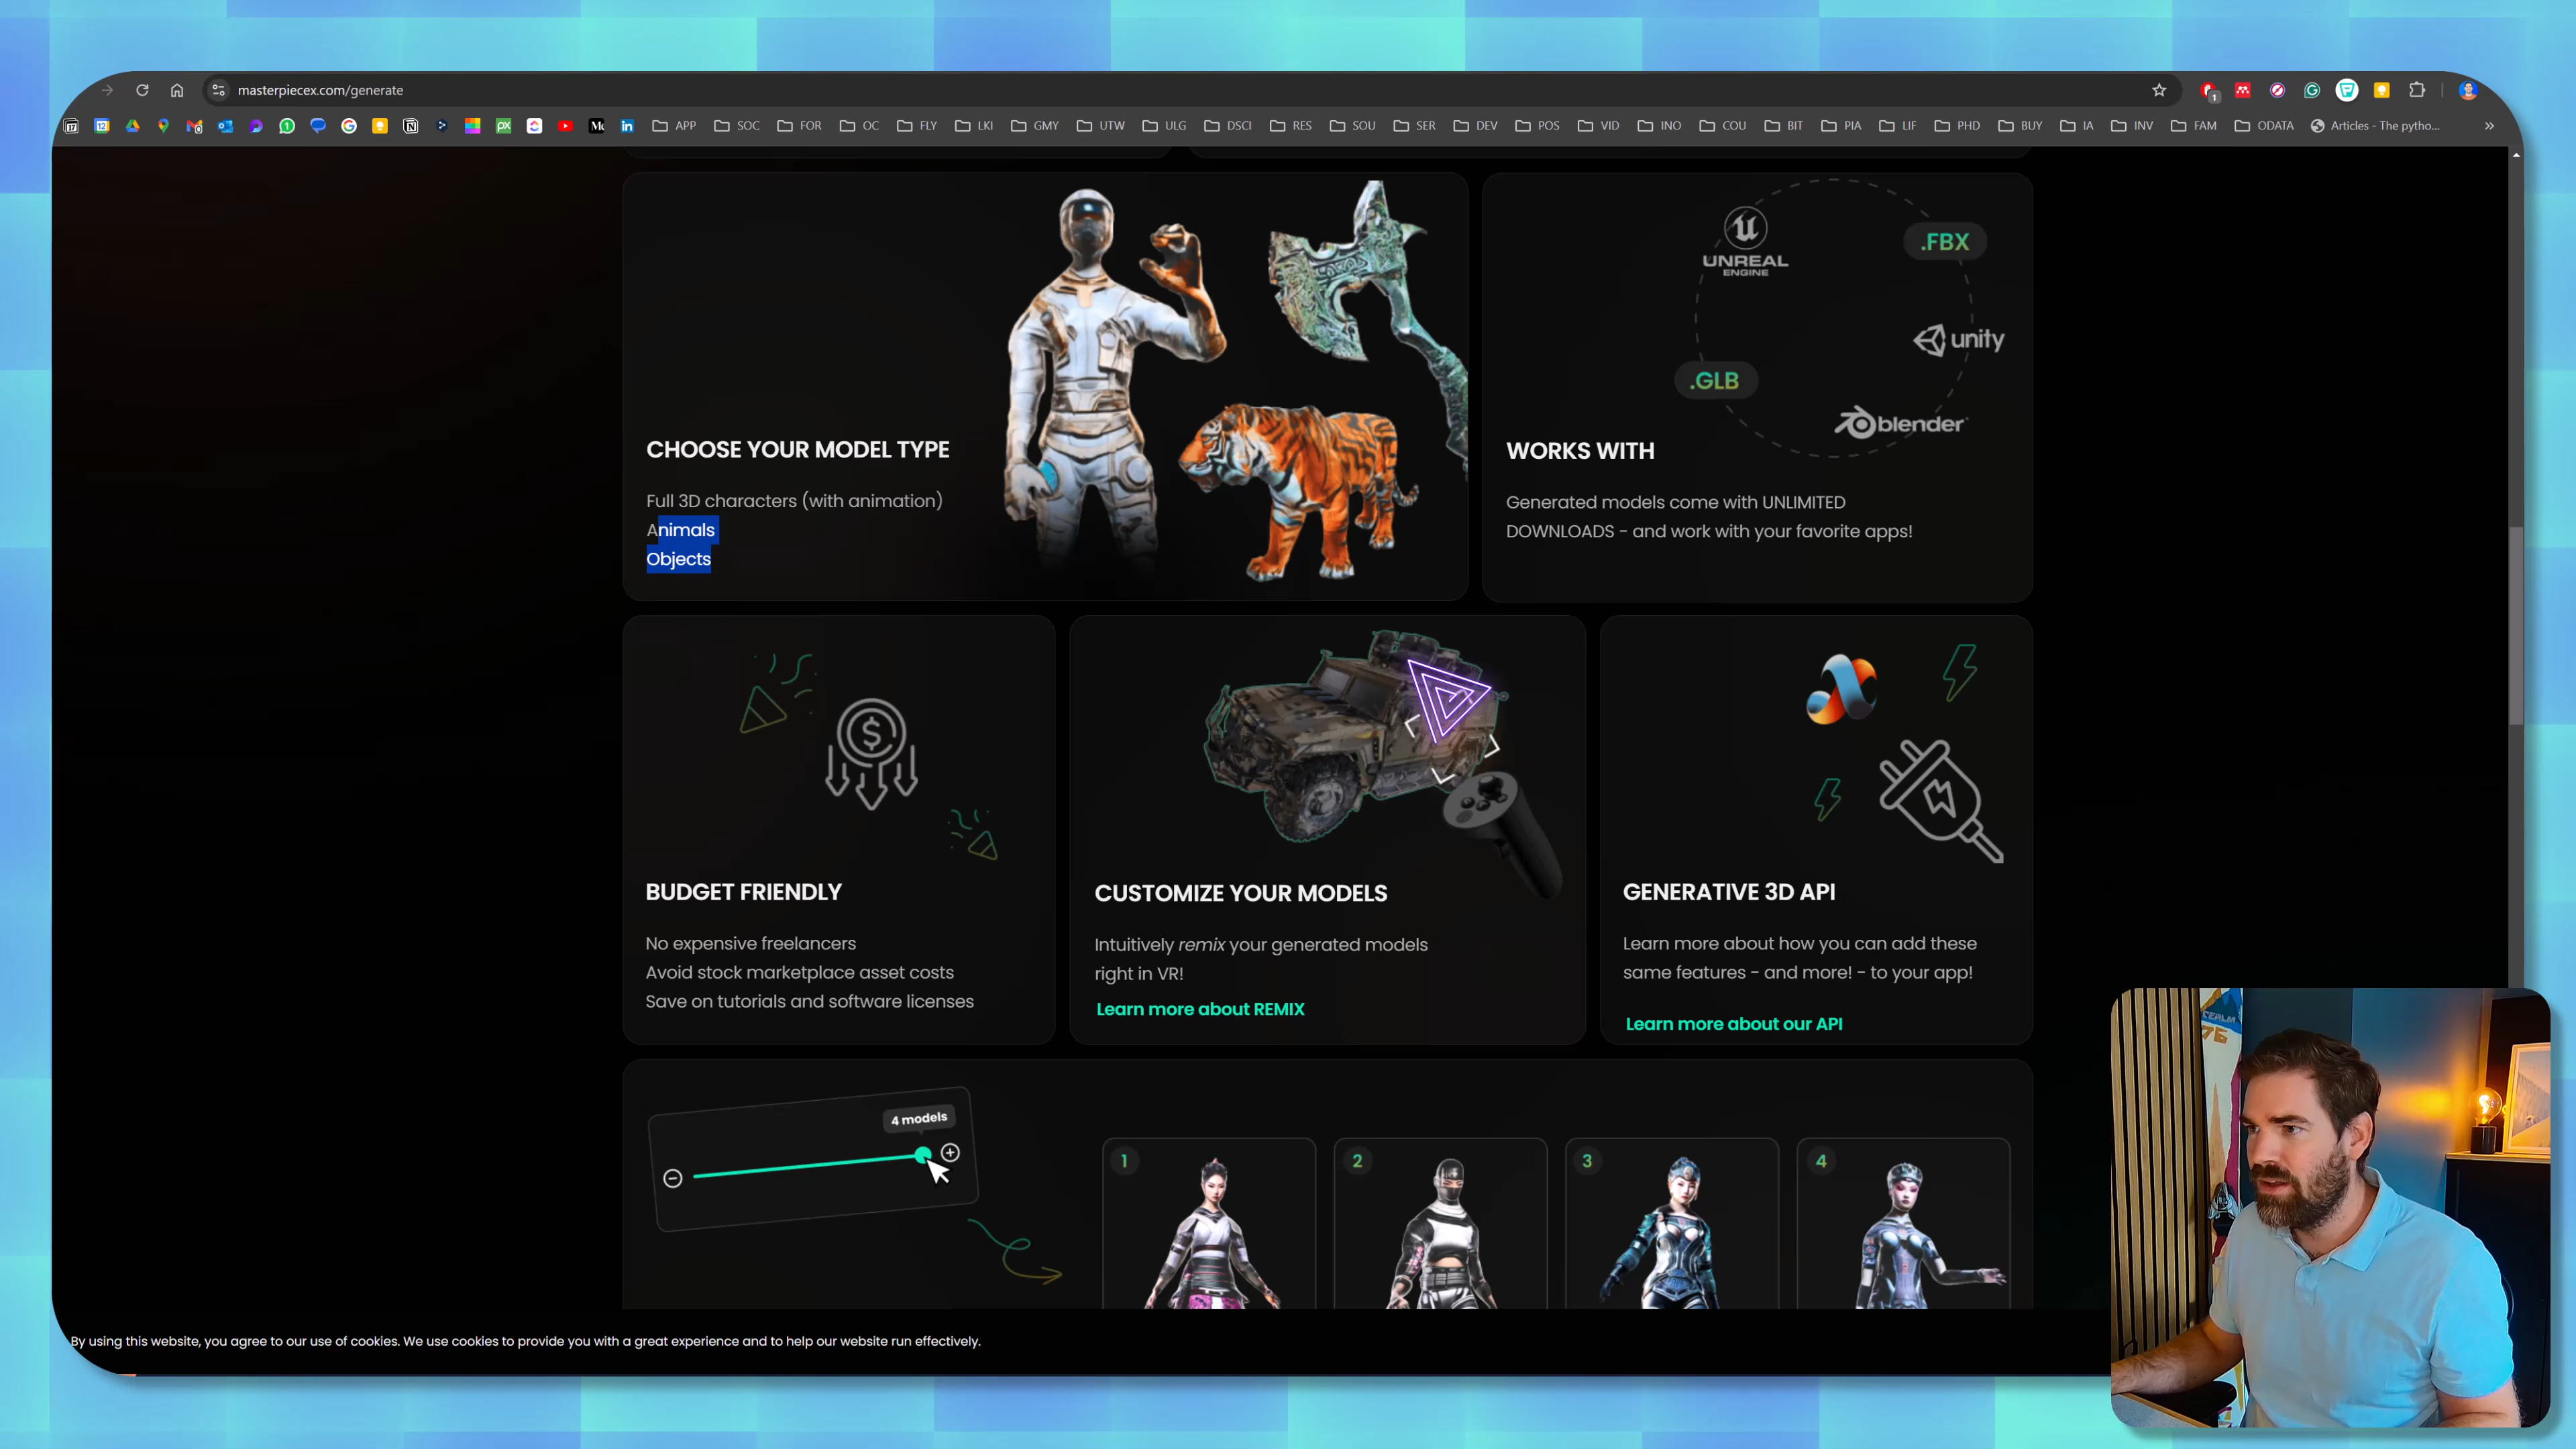 masterpiecex.com/generate
APP SOC FOR OC FLY LKI GMY UTW ULG DSCI RES SOU SER DEV POS VID INO COU BIT PIA LIF PHD BUY IA INV FAM ODATA Articles - The pytho...
UNREAL
ENGINE
.FBX
unity
.GLB
blender
CHOOSE YOUR MODEL TYPE
Full 3D characters (with animation)
Animals
Objects
WORKS WITH
Generated models come with UNLIMITED
DOWNLOADS - and work with your favorite apps!
BUDGET FRIENDLY
No expensive freelancers
Avoid stock marketplace asset costs
Save on tutorials and software licenses
CUSTOMIZE YOUR MODELS
Intuitively remix your generated models
right in VR!
Learn more about REMIX
GENERATIVE 3D API
Learn more about how you can add these
same features - and more! - to your app!
Learn more about our API
4 models
1
2
3
4
By using this website, you agree to our use of cookies. We use cookies to provide you with a great experience and to help our website run effectively.